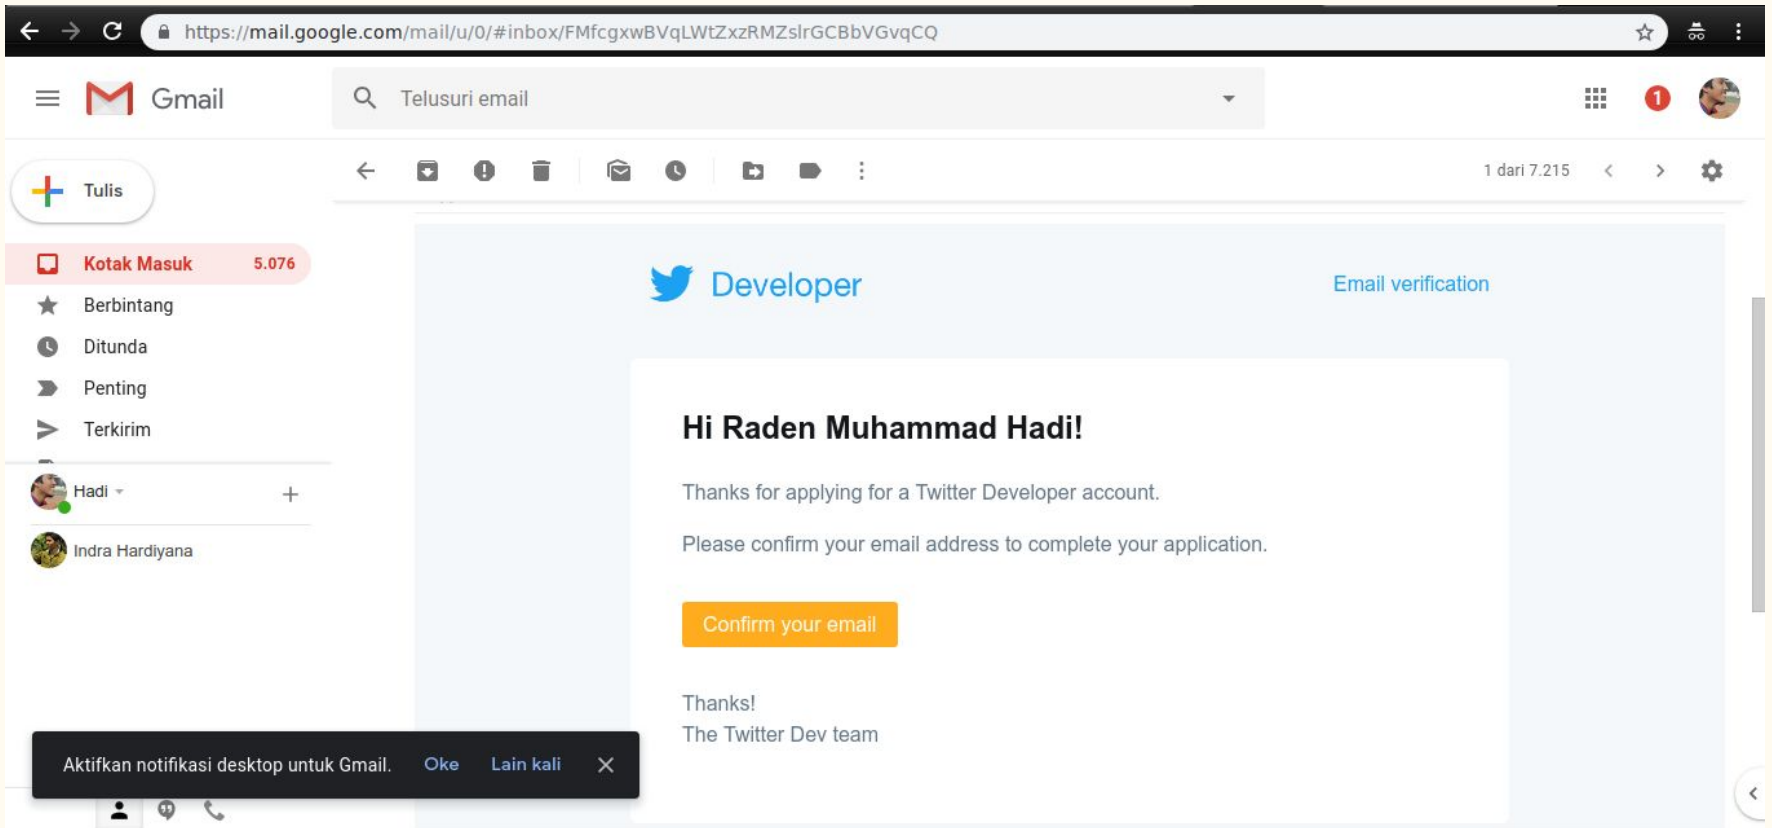 https://mail.google.com/mail/u/0/#inbox/FMfcgxwBVqLWtZxzRMZslrGCBbVGvqCQ
Gmail
Telusuri email
1
Tulis
1 dari 7.215
Kotak Masuk 5.076
Berbintang
Ditunda
Penting
Terkirim
Hadi
Indra Hardiyana
Developer
Email verification
Hi Raden Muhammad Hadi!
Thanks for applying for a Twitter Developer account.
Please confirm your email address to complete your application.
Confirm your email
Thanks!
The Twitter Dev team
Aktifkan notifikasi desktop untuk Gmail. Oke Lain kali